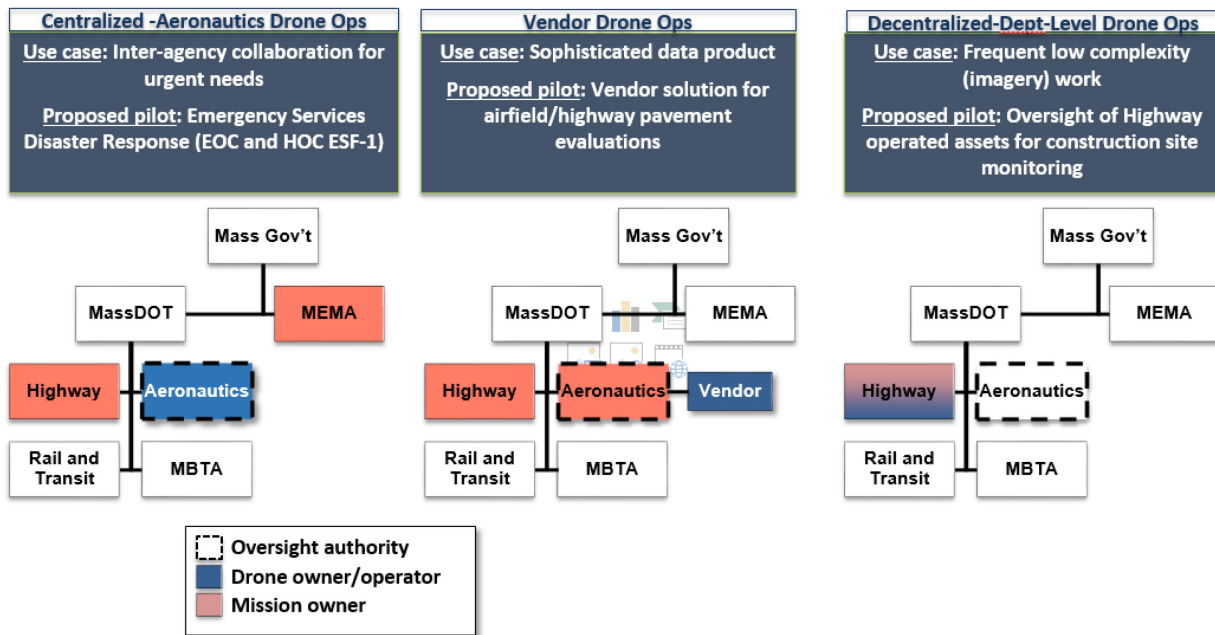 Centralized -Aeronautics Drone Ops
Use case: Inter-agency collaboration for
urgent needs
Proposed pilot: Emergency Services
Disaster Response (EOC and HOC ESF-1)
Mass Gov't
MassDOT
MEMA
Highway
Aeronautics
Rail and
Transit
MBTA
Vendor Drone Ops
Use case: Sophisticated data product
Proposed pilot: Vendor solution for
airfield/highway pavement
evaluations
Mass Gov't
MassDOT
MEMA
Highway
Aeronautics
Vendor
Rail and
Transit
MBTA
Decentralized-Dept-Level Drone Ops
Use case: Frequent low complexity
(imagery) work
Proposed pilot: Oversight of Highway
operated assets for construction site
monitoring
Mass Gov't
MassDOT
MEMA
Highway
Aeronautics
Rail and
Transit
MBTA
Oversight authority
Drone owner/operator
Mission owner